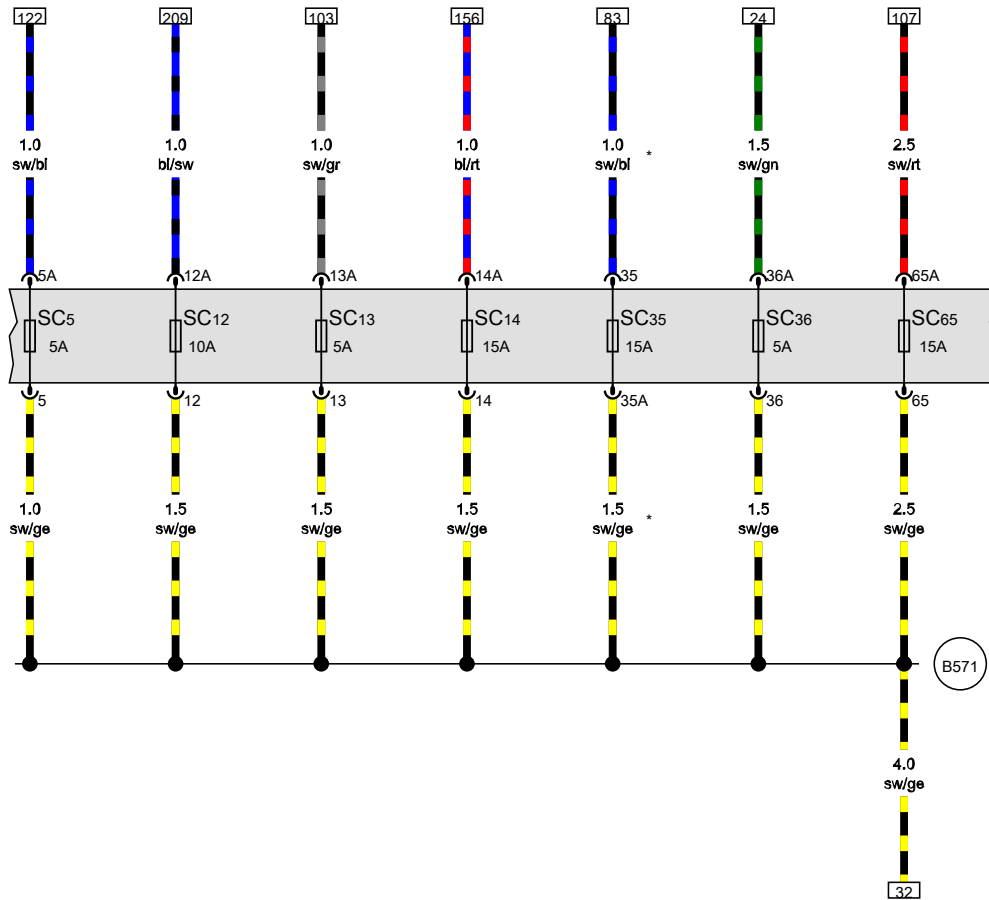 122 209 103 156 83 24 107
1.0 1.0 1.0 1.0 1.0 1.5 2.5
sw/bl bl/sw sw/gr bl/rt sw/bl * sw/gn sw/rt
5A 12A 13A 14A 35 36A 65A
SC5 SC12 SC13 SC14 SC35 SC36 SC65
5A 10A 5A 15A 15A 5A 15A
5 12 13 14 35A 36 65
1.0 1.5 1.5 1.5 1.5 1.5 2.5
sw/ge sw/ge sw/ge sw/ge sw/ge * sw/ge sw/ge
B571
4.0
sw/ge
32